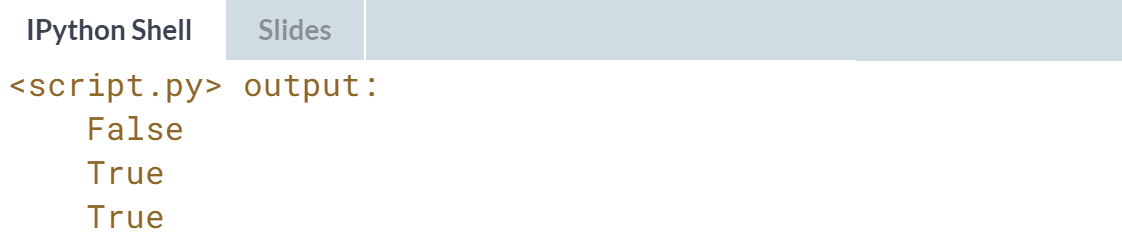 IPython Shell Slides
<script.py> output:
False
True
True